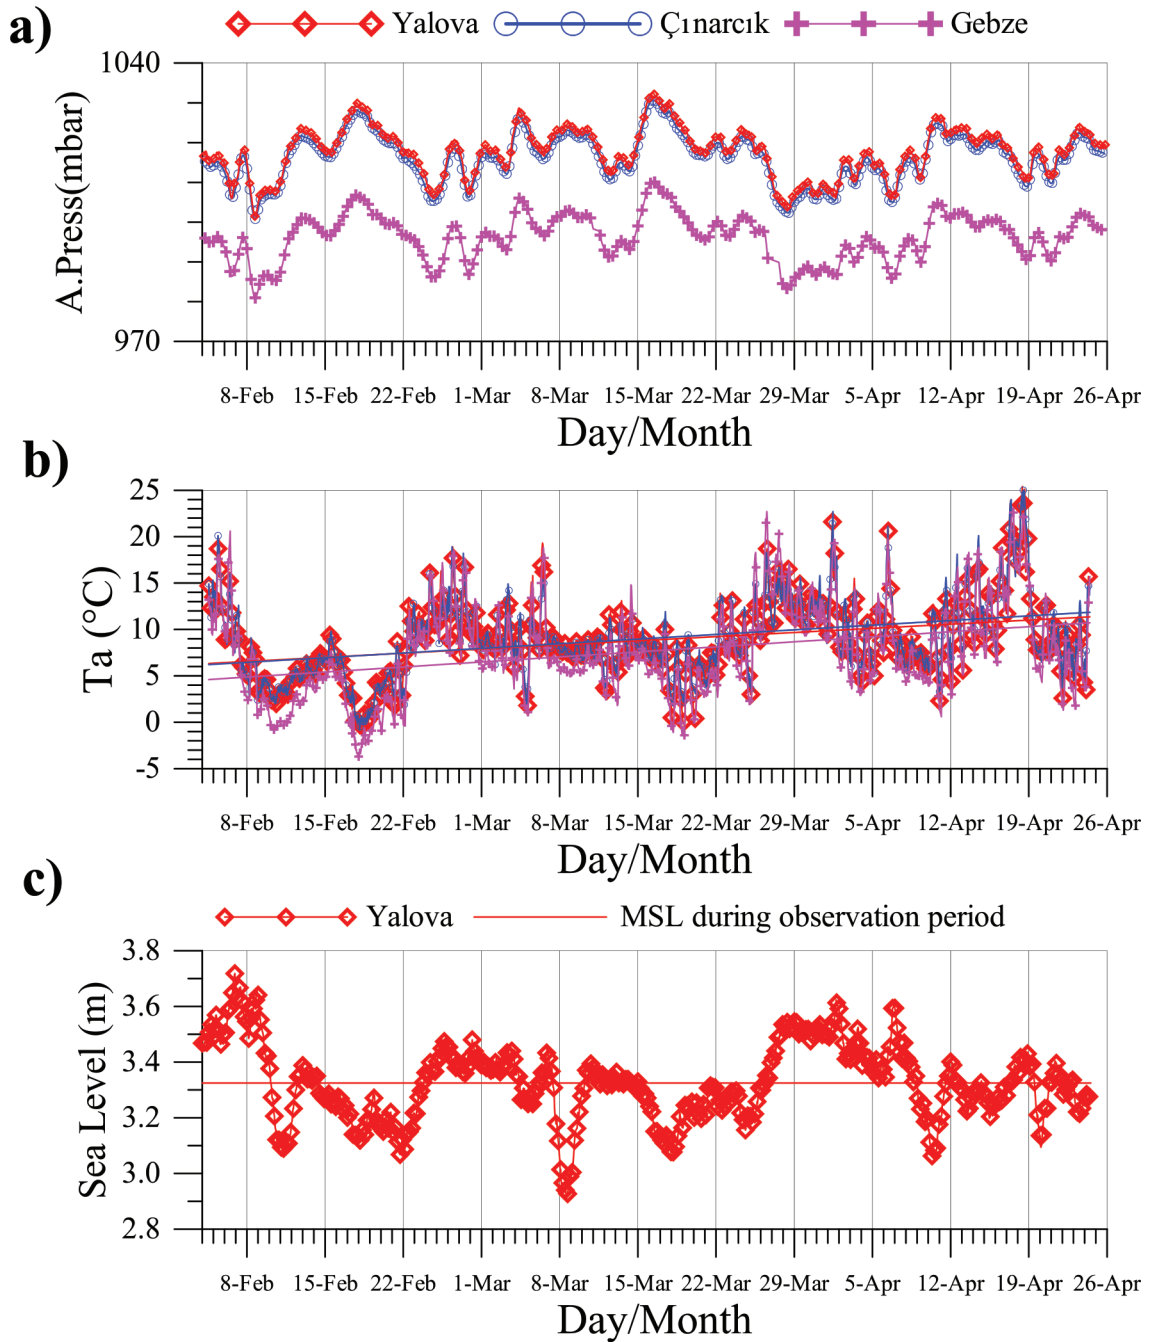 a)
Yalova Çınarcık Gebze
1040
970
A.Press(mbar)
8-Feb 15-Feb 22-Feb 1-Mar 8-Mar 15-Mar 22-Mar 29-Mar 5-Apr 12-Apr 19-Apr 26-Apr
Day/Month
b)
25
20
15
10
5
0
-5
Ta (°C)
8-Feb 15-Feb 22-Feb 1-Mar 8-Mar 15-Mar 22-Mar 29-Mar 5-Apr 12-Apr 19-Apr 26-Apr
Day/Month
c)
Yalova MSL during observation period
3.8
3.6
3.4
3.2
3.0
2.8
Sea Level (m)
8-Feb 15-Feb 22-Feb 1-Mar 8-Mar 15-Mar 22-Mar 29-Mar 5-Apr 12-Apr 19-Apr 26-Apr
Day/Month